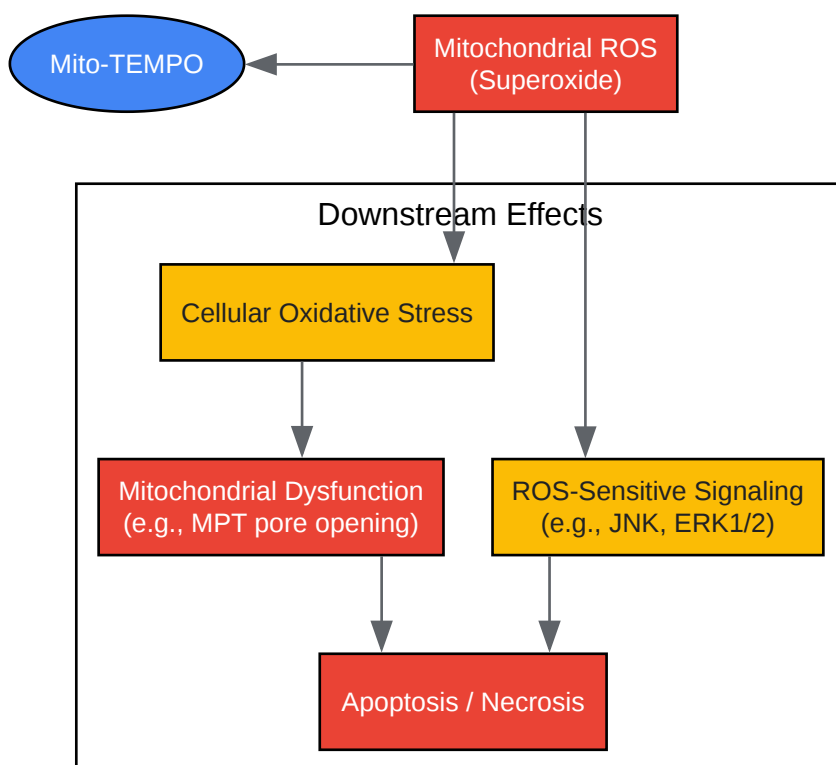 Mito-TEMPO
Mitochondrial ROS
(Superoxide)
Downstream Effects
Cellular Oxidative Stress
Mitochondrial Dysfunction
(e.g., MPT pore opening)
ROS-Sensitive Signaling
(e.g., JNK, ERK1/2)
Apoptosis / Necrosis